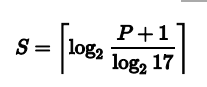 S = ⌈log₂ (P + 1)/(log₂ 17)⌉